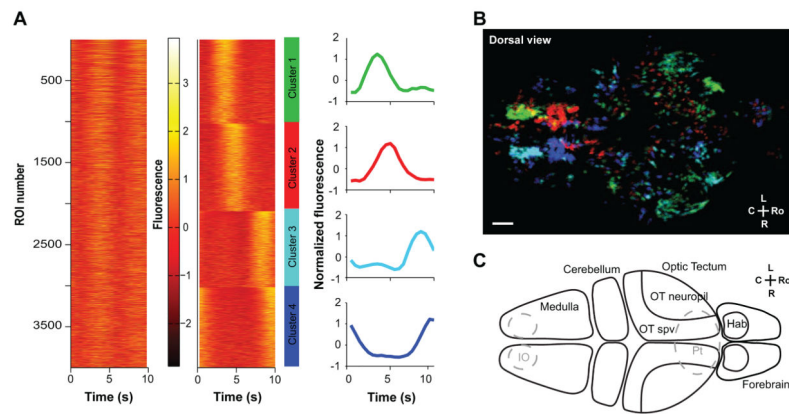 A
500
1000
1500
2000
2500
3000
3500
ROI number
0
5
10
Time (s)
3
2
1
0
-1
-2
Fluorescence
0
5
10
Time (s)
Cluster 1
Cluster 2
Cluster 3
Cluster 4
Normalized fluorescence
2
1
0
-1
2
1
0
-1
2
1
0
-1
2
1
0
-1
0
5
10
Time (s)
B
Dorsal view
L
C Ro
R
C
L
C Ro
R
Cerebellum
Optic Tectum
Medulla
OT neuropil
OT spv
Hab
IO
Pt
Forebrain